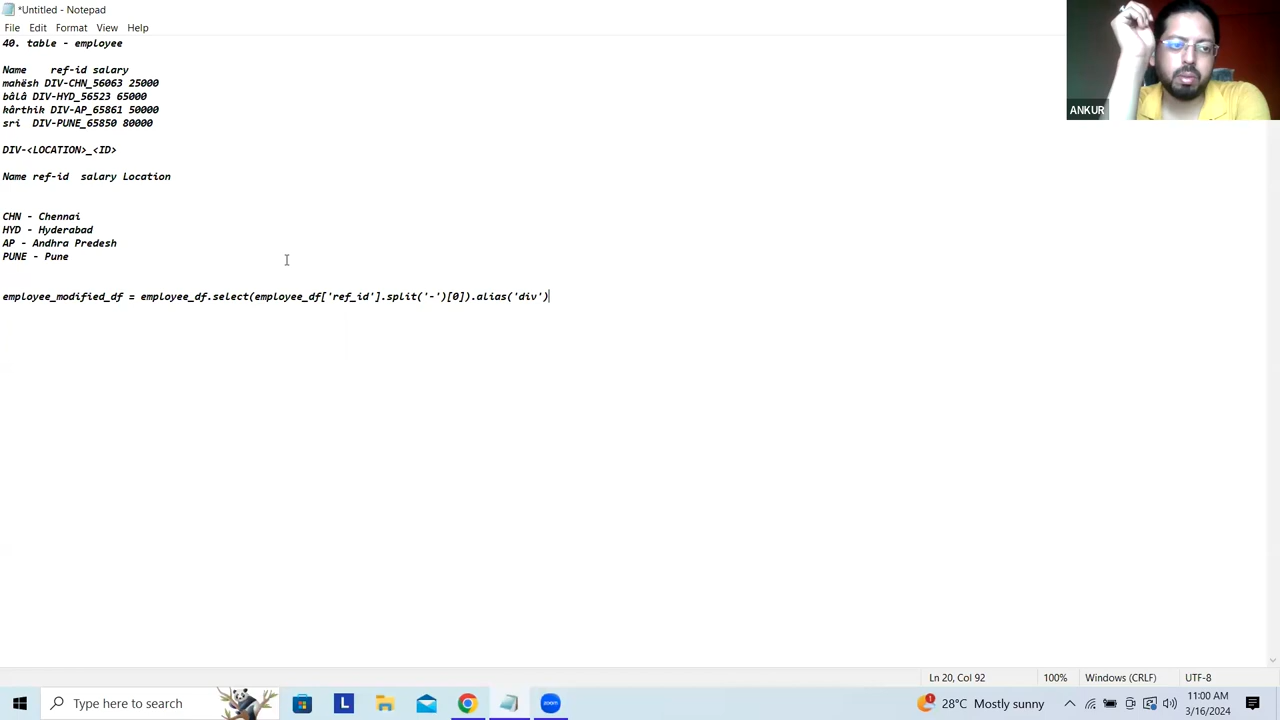 *Untitled - Notepad
File Edit Format View Help
40. table - employee
Name ref-id salary
mahësh DIV-CHN_56063 25000
bâlâ DIV-HYD_56523 65000
kârthik DIV-AP_65861 50000
sri DIV-PUNE_65850 80000
DIV-<LOCATION>_<ID>
Name ref-id salary Location
CHN - Chennai
HYD - Hyderabad
AP - Andhra Predesh
PUNE - Pune
employee_modified_df = employee_df.select(employee_df['ref_id'].split('-')[0]).alias('div')
ANKUR
Ln 20, Col 92
100%
Windows (CRLF)
UTF-8
Type here to search
L
zoom
28°C Mostly sunny
11:00 AM
3/16/2024